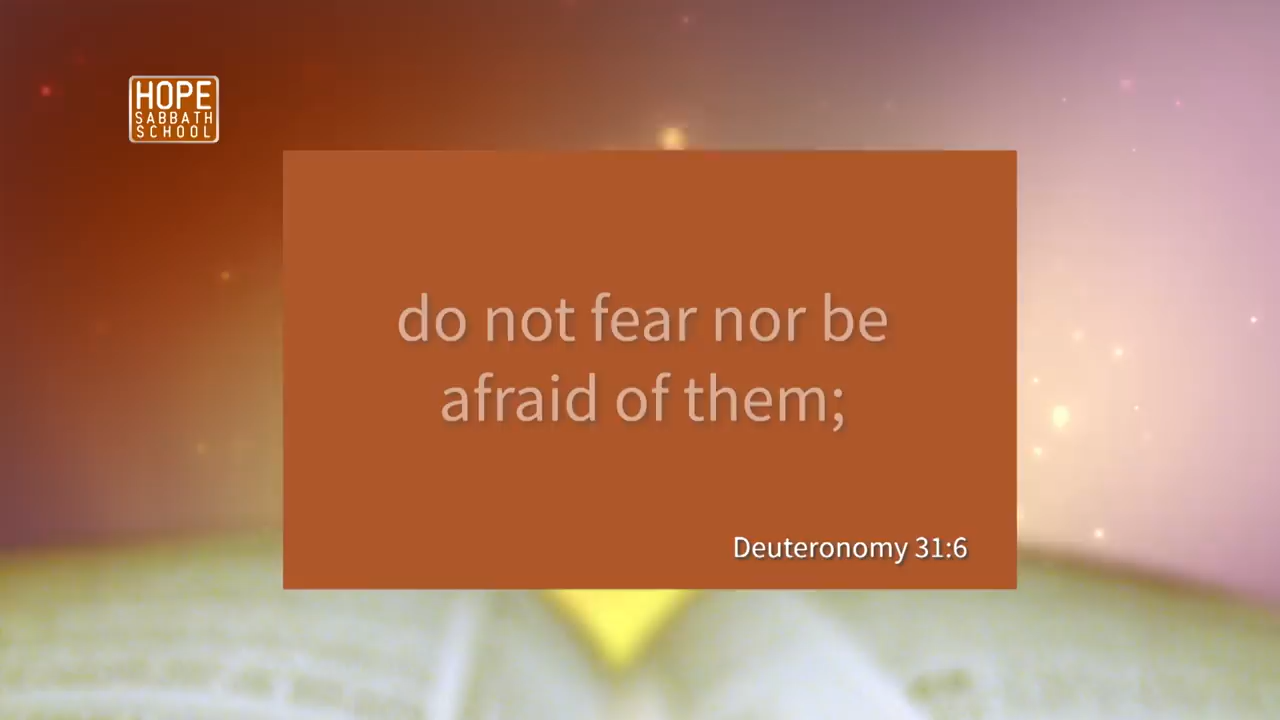 HOPE
SABBATH
SCHOOL
do not fear nor be
afraid of them;
Deuteronomy 31:6